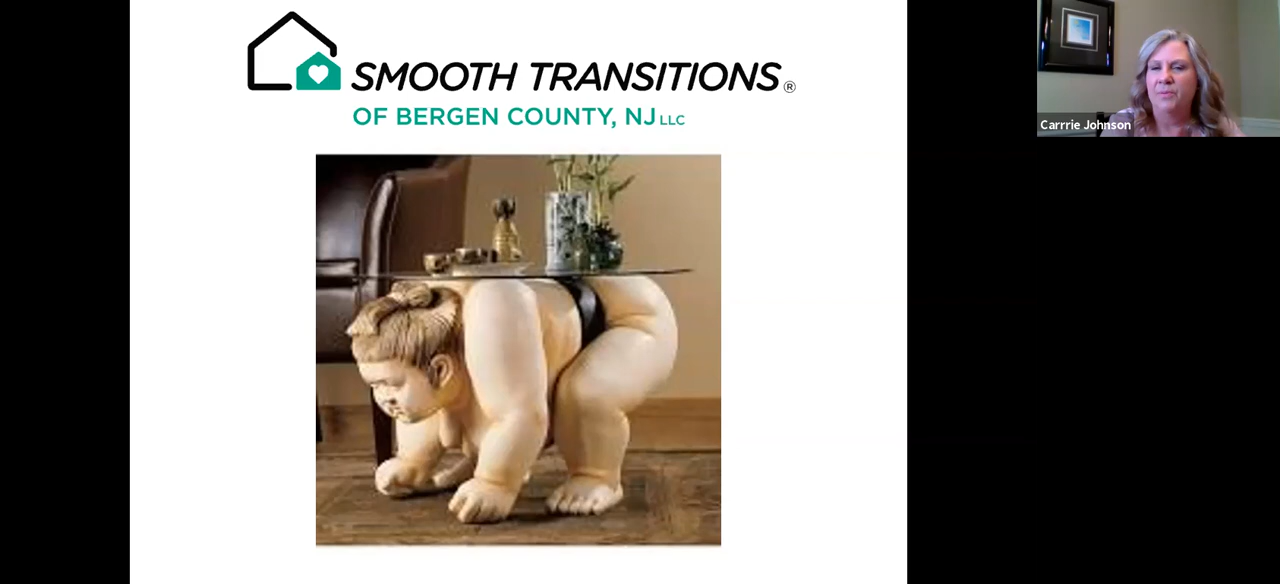 SMOOTH TRANSITIONS®
OF BERGEN COUNTY, NJ LLC
Carrrie Johnson